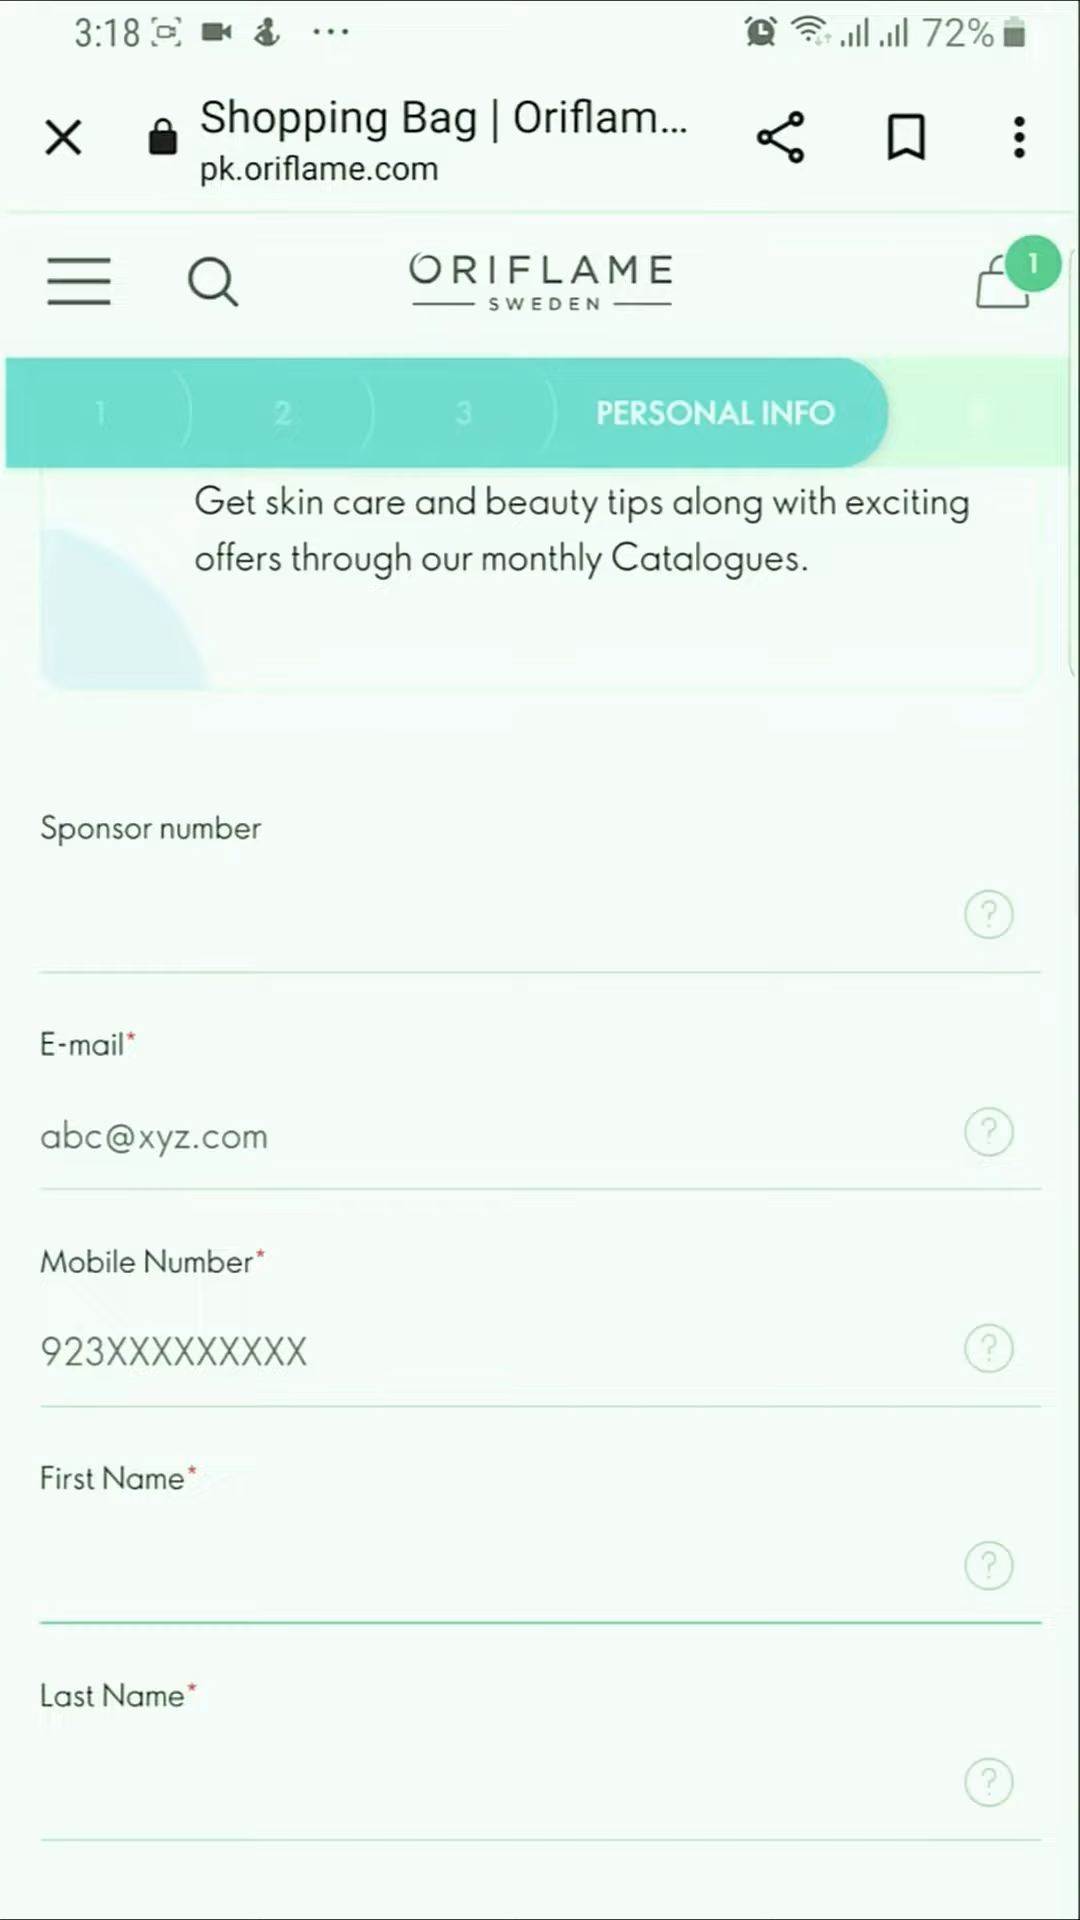 3:18
72%
Shopping Bag | Oriflam...
pk.oriflame.com
ORIFLAME
SWEDEN
1
1 2 3 PERSONAL INFO
Get skin care and beauty tips along with exciting
offers through our monthly Catalogues.
Sponsor number
?
E-mail*
abc@xyz.com ?
Mobile Number*
923XXXXXXXXX ?
First Name*
?
Last Name*
?